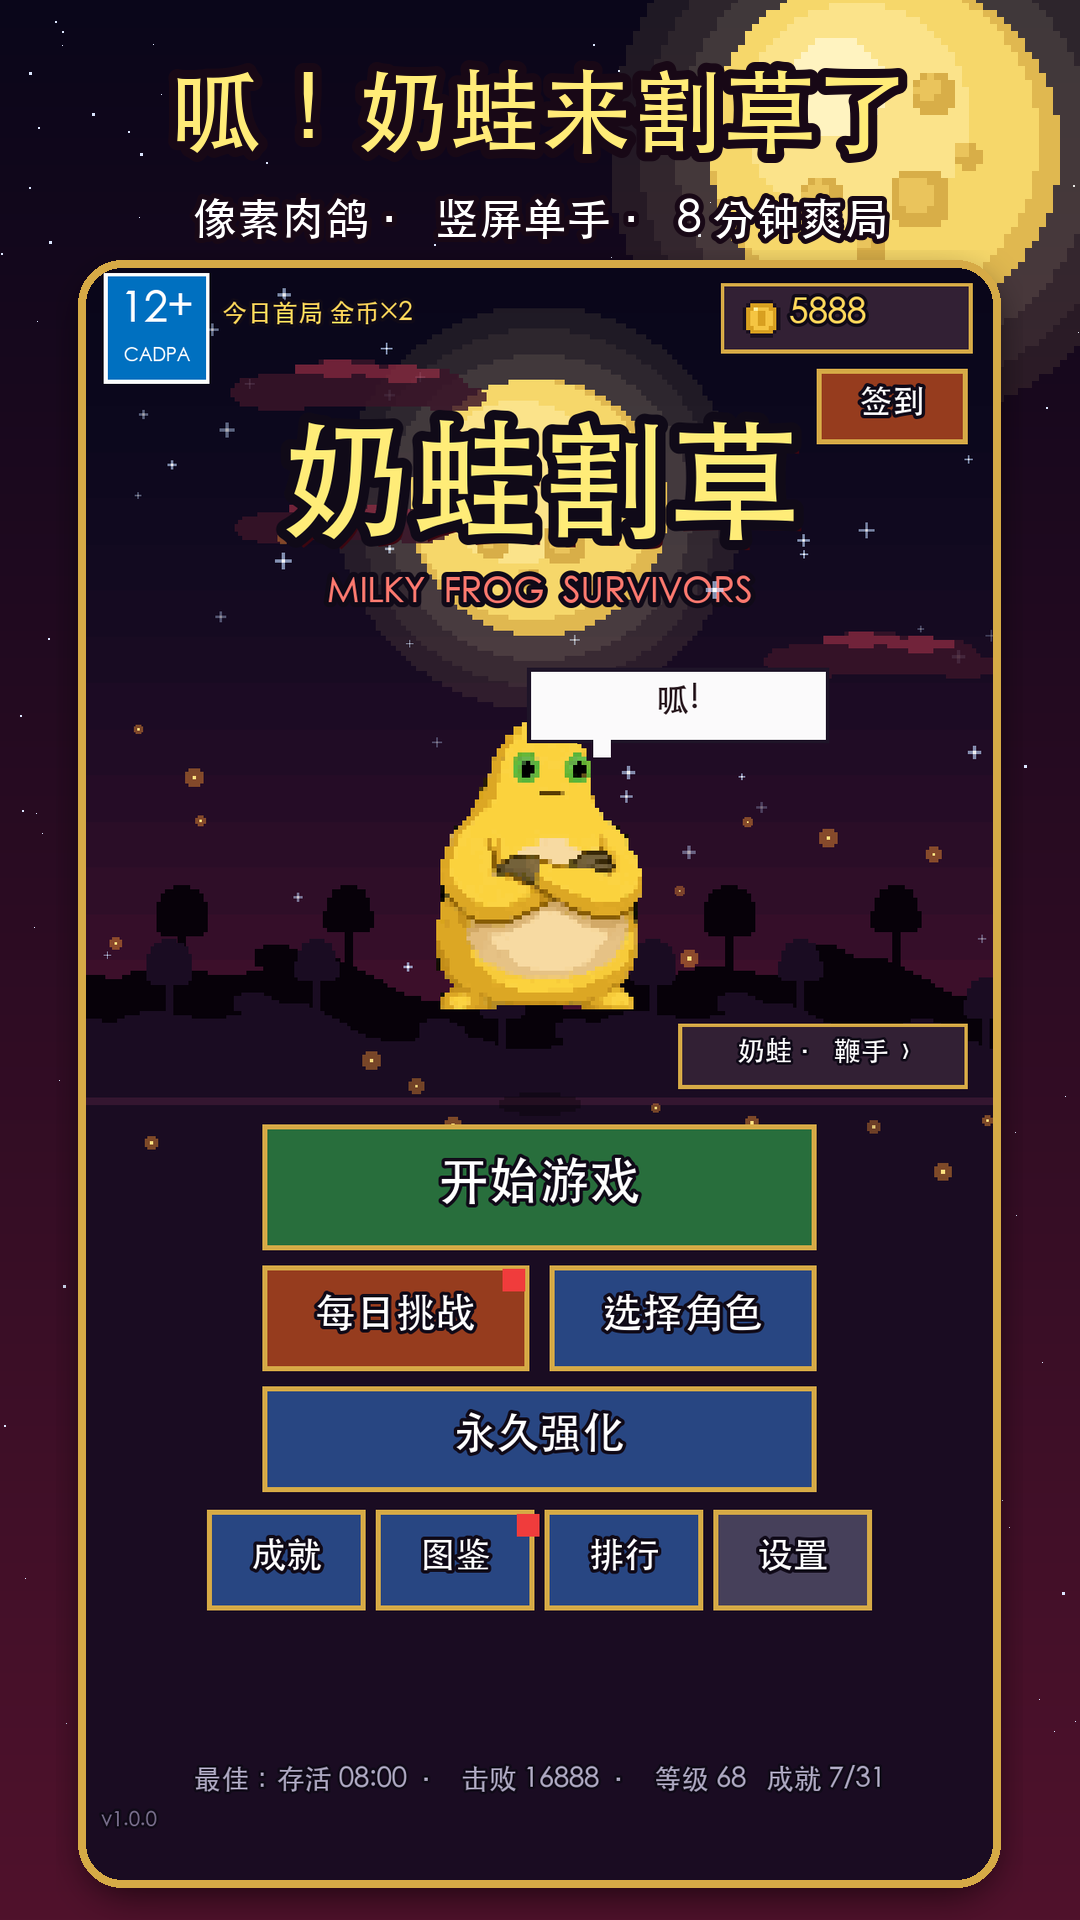 呱！奶蛙来割草了
像素肉鸽· 竖屏单手· 8分钟爽局
12+
CADPA
今日首局 金币×2
5888
签到
奶蛙割草
MILKY FROG SURVIVORS
呱!
奶蛙· 鞭手 ›
开始游戏
每日挑战
选择角色
永久强化
成就
图鉴
排行
设置
最佳：存活 08:00 · 击败 16888 · 等级 68 成就 7/31
v1.0.0